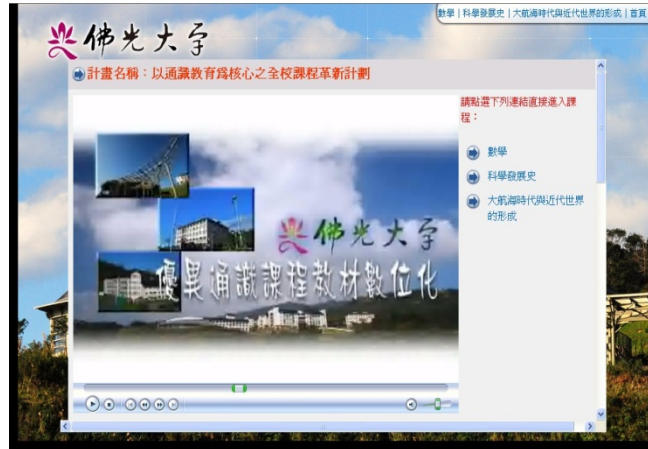 數學 | 科學發展史 | 大航海時代與近代世界的形成 | 首頁
佛光大学
計畫名稱：以通識教育為核心之全校課程革新計劃
請點選下列連結直接進入課
程：
數學
科學發展史
大航海時代與近代世界
的形成
佛光大学
優異通識課程教材數位化